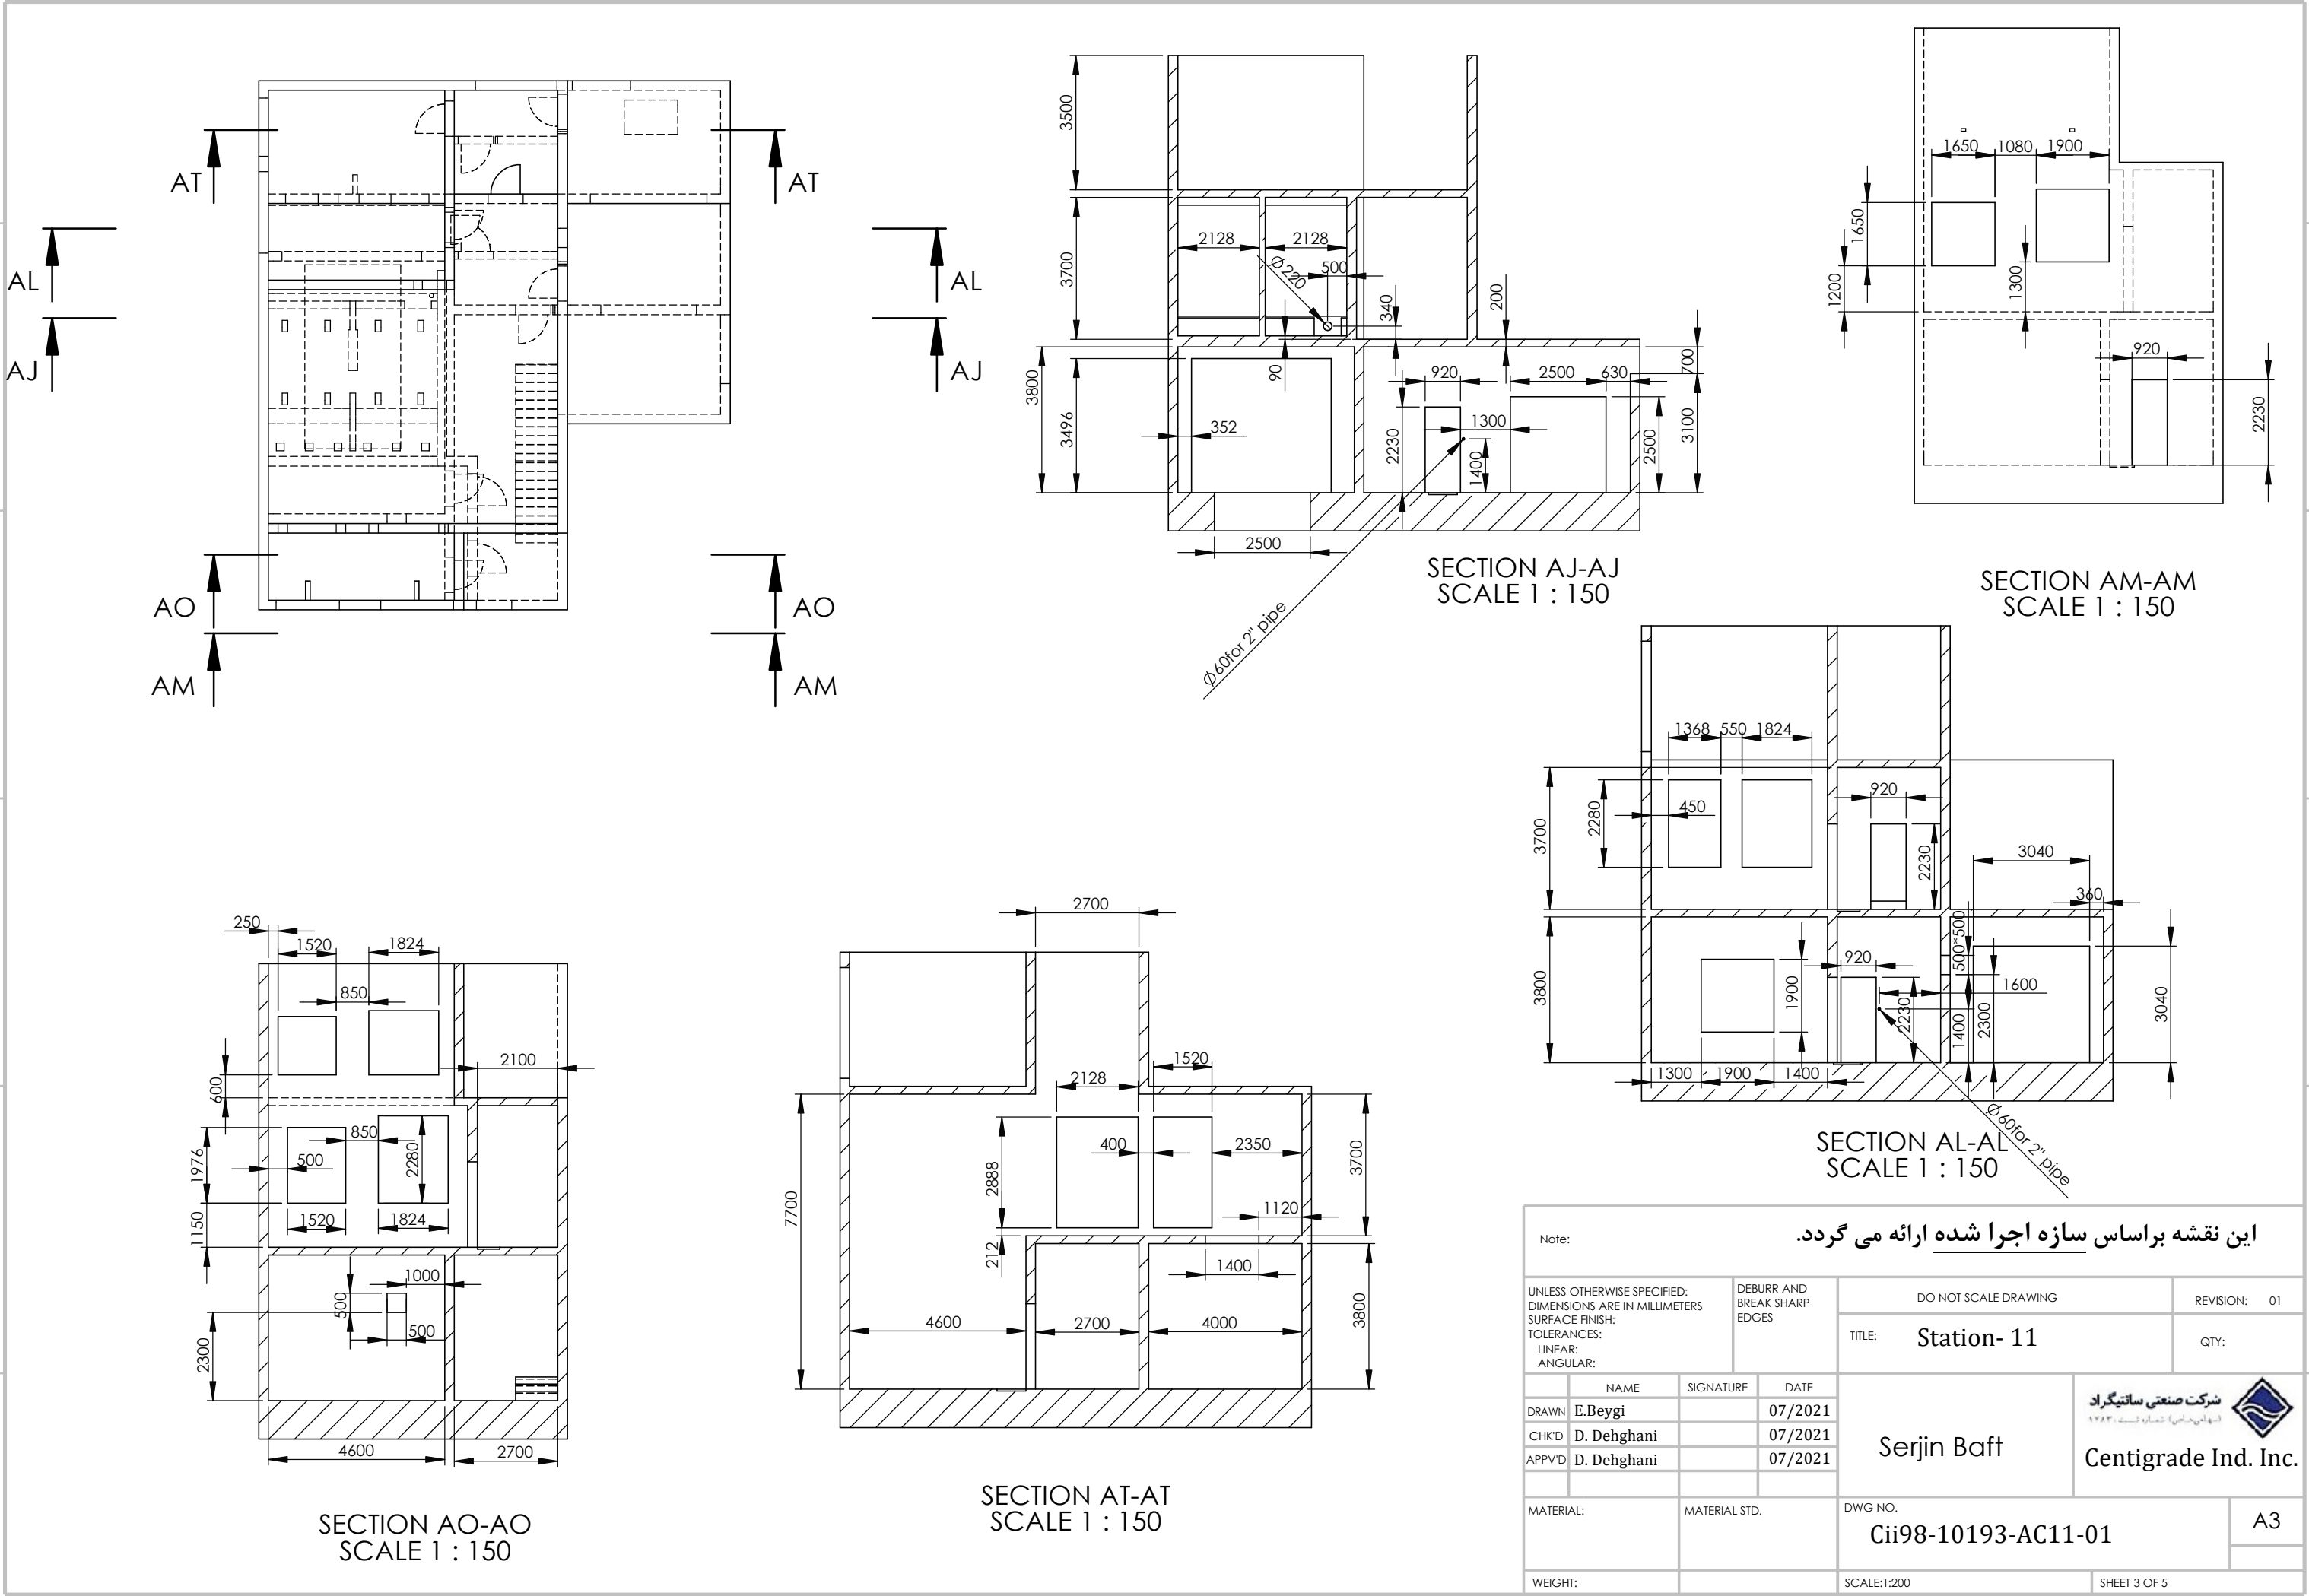 AT
AT
AL
AL
AJ
AJ
AO
AO
AM
AM
3500
3700
2128
2128
Ø 220
500
340
200
90
3800
3496
352
920
2500
630
700
1300
2230
1400
2500
3100
2500
Ø60for 2" pipe
SECTION AJ-AJ
SCALE 1 : 150
1650
1080
1900
1650
1200
1300
920
2230
SECTION AM-AM
SCALE 1 : 150
1368
550
1824
450
2280
3700
920
2230
3040
360
500*500
3800
1900
920
2230
1600
1400
2300
3040
1300
1900
1400
Ø60for 2" pipe
SECTION AL-AL
SCALE 1 : 150
250
1520
1824
850
600
2100
850
500
2280
1976
1520
1824
1150
1000
500
500
2300
4600
2700
SECTION AO-AO
SCALE 1 : 150
2700
1520
2128
400
2350
2888
3700
7700
1120
212
1400
4600
2700
4000
3800
SECTION AT-AT
SCALE 1 : 150
Note:
این نقشه براساس سازه اجرا شده ارائه می گردد.
UNLESS OTHERWISE SPECIFIED:
DIMENSIONS ARE IN MILLIMETERS
SURFACE FINISH:
TOLERANCES:
LINEAR:
ANGULAR:
DEBURR AND
BREAK SHARP
EDGES
DO NOT SCALE DRAWING
REVISION: 01
TITLE: Station- 11
QTY:
NAME SIGNATURE DATE
DRAWN E.Beygi 07/2021
CHK'D D. Dehghani 07/2021
APPV'D D. Dehghani 07/2021
Serjin Baft
شرکت صنعتی سانتیگراد
Centigrade Ind. Inc.
MATERIAL:
MATERIAL STD.
DWG NO.
Cii98-10193-AC11-01
A3
WEIGHT:
SCALE:1:200
SHEET 3 OF 5